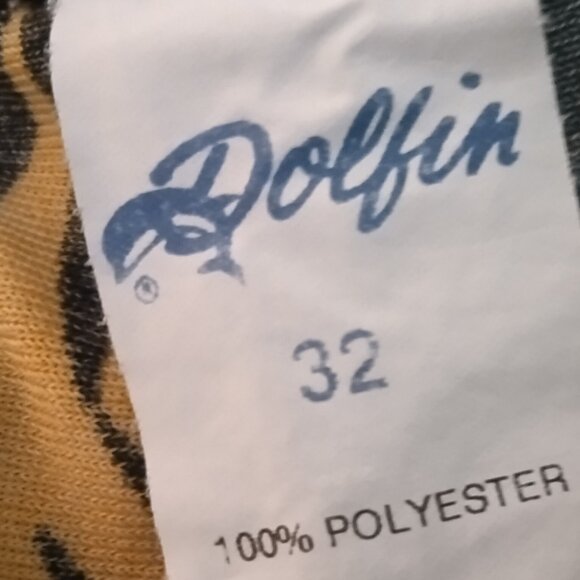 Dolfin
®
32
100% POLYESTER